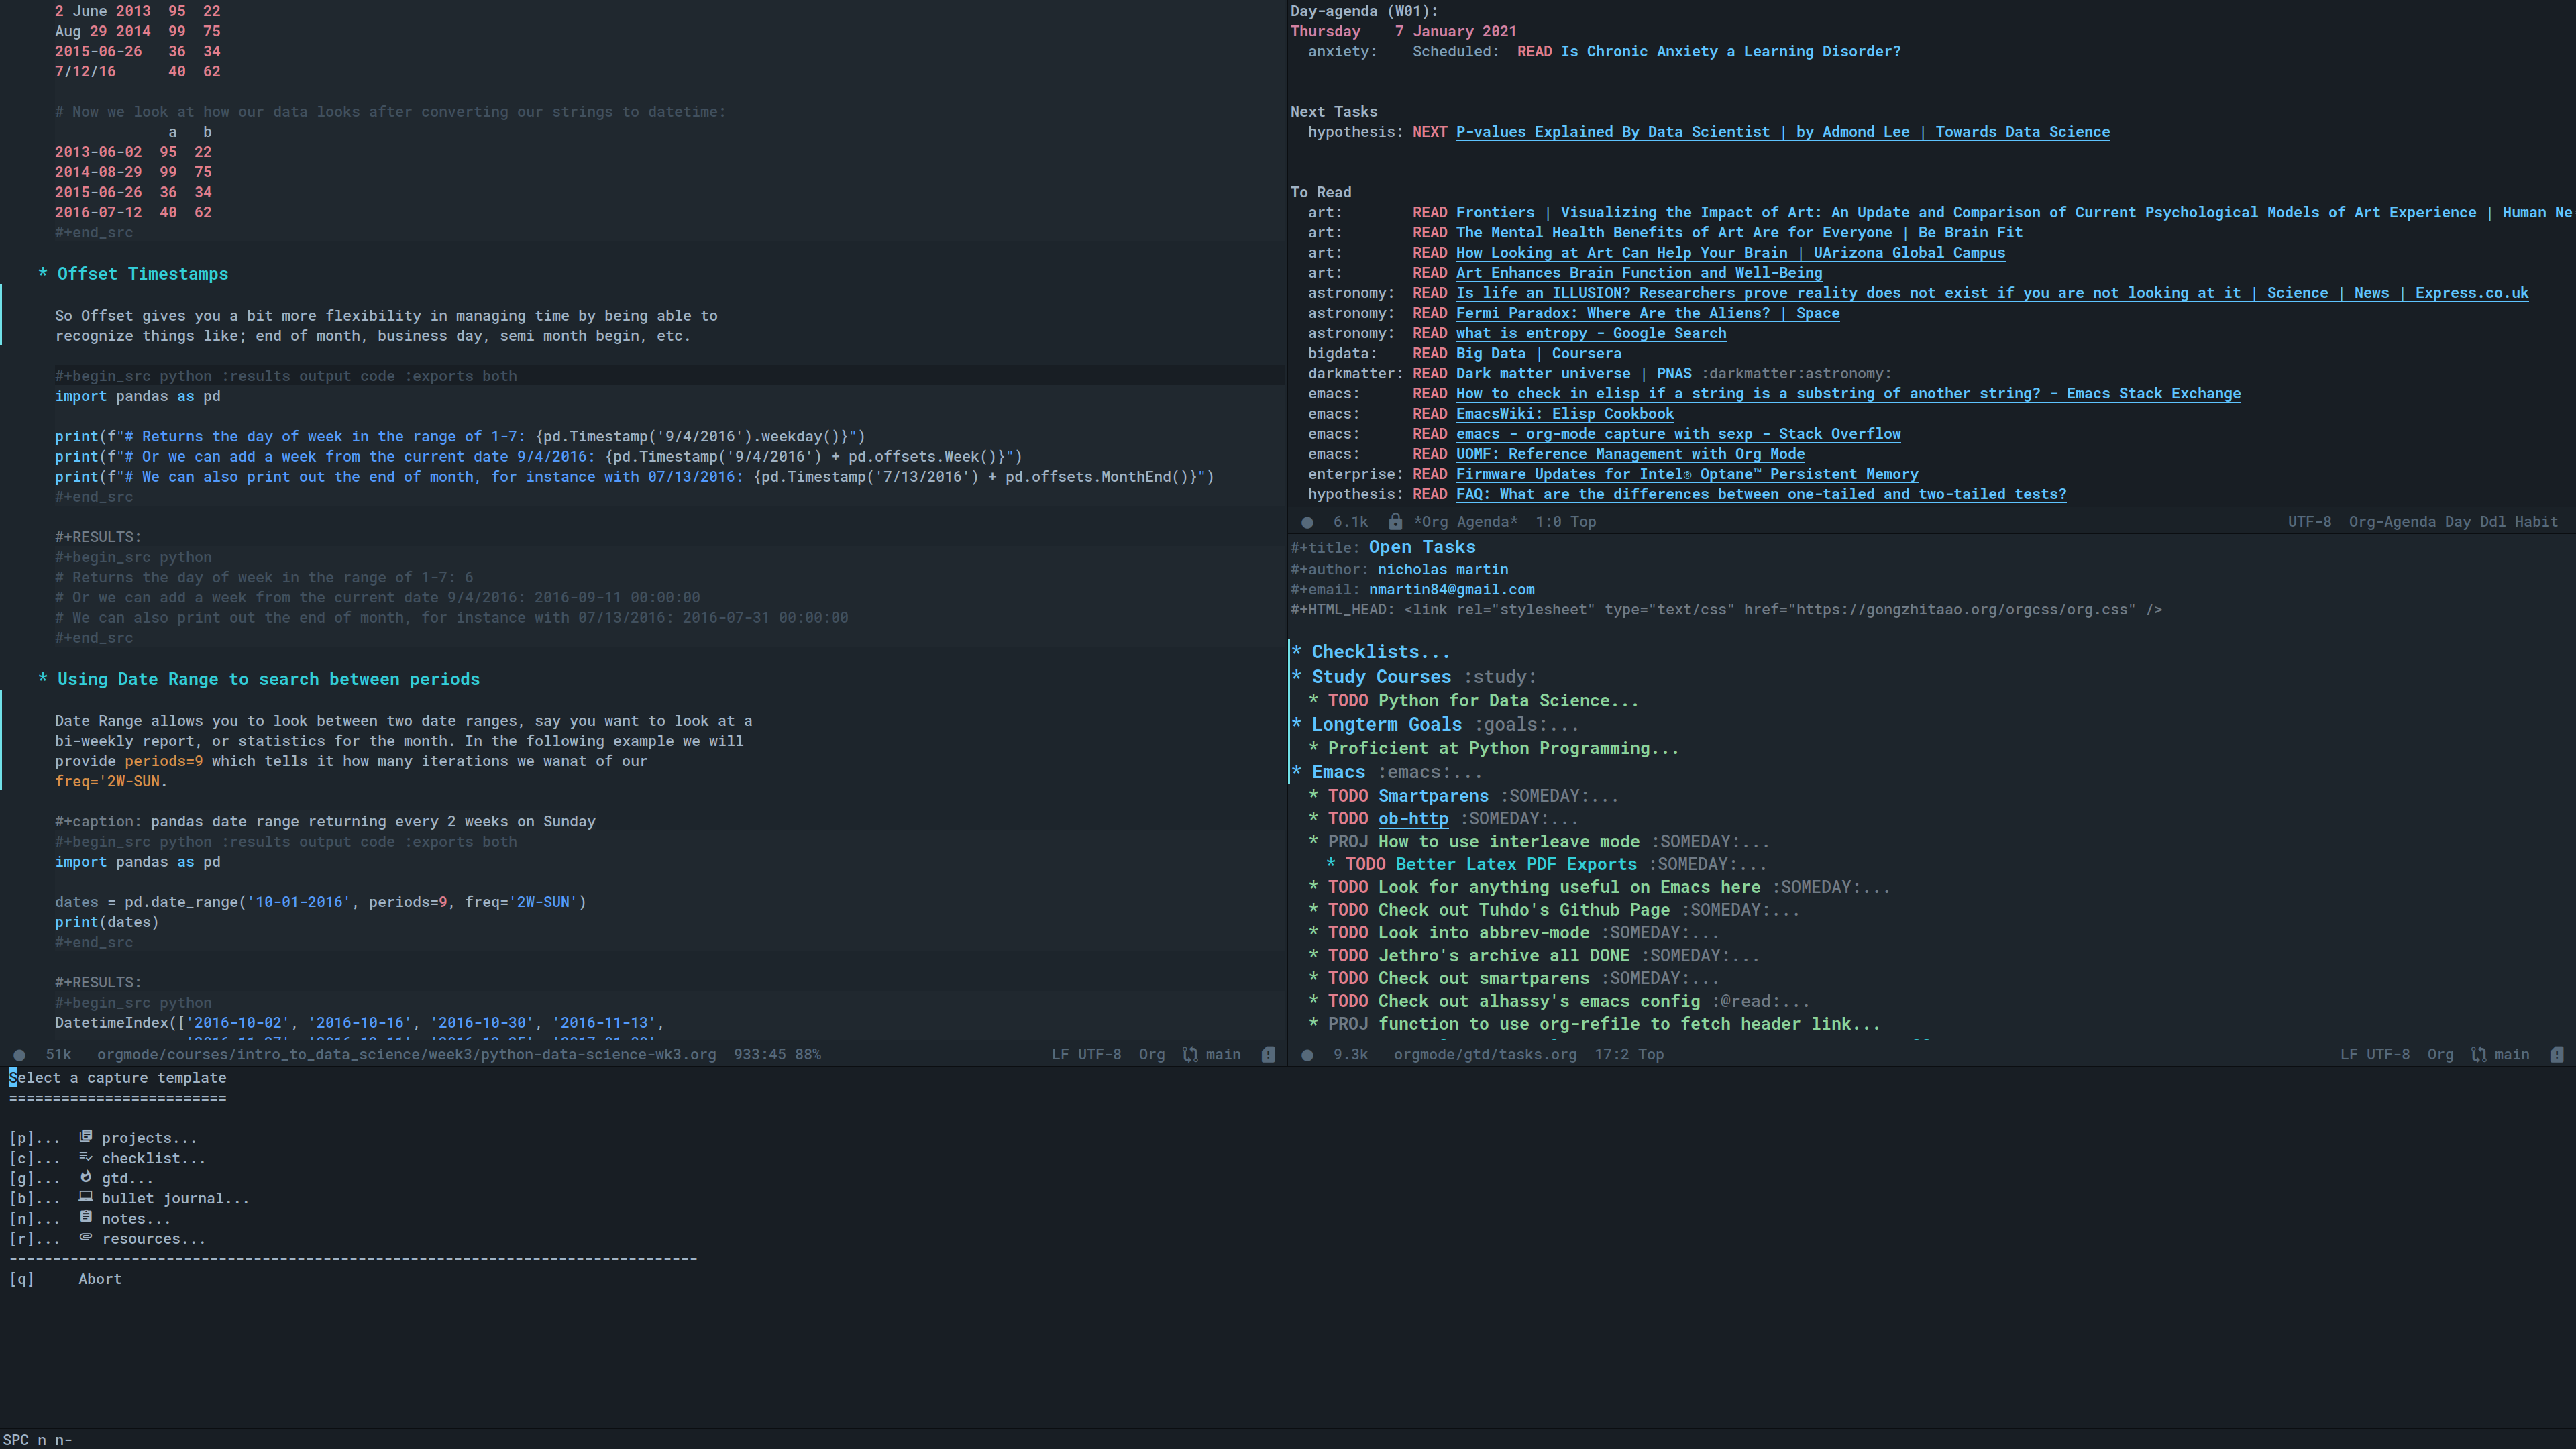 2 June 2013  95  22
Aug 29 2014  99  75
2015-06-26   36  34
7/12/16      40  62
# Now we look at how our data looks after converting our strings to datetime:
a   b
2013-06-02  95  22
2014-08-29  99  75
2015-06-26  36  34
2016-07-12  40  62
#+end_src
* Offset Timestamps
So Offset gives you a bit more flexibility in managing time by being able to
recognize things like; end of month, business day, semi month begin, etc.
#+begin_src python :results output code :exports both
import pandas as pd
print(f"# Returns the day of week in the range of 1-7: {pd.Timestamp('9/4/2016').weekday()}")
print(f"# Or we can add a week from the current date 9/4/2016: {pd.Timestamp('9/4/2016') + pd.offsets.Week()}")
print(f"# We can also print out the end of month, for instance with 07/13/2016: {pd.Timestamp('7/13/2016') + pd.offsets.MonthEnd()}")
#+end_src
#+RESULTS:
#+begin_src python
# Returns the day of week in the range of 1-7: 6
# Or we can add a week from the current date 9/4/2016: 2016-09-11 00:00:00
# We can also print out the end of month, for instance with 07/13/2016: 2016-07-31 00:00:00
#+end_src
* Using Date Range to search between periods
Date Range allows you to look between two date ranges, say you want to look at a
bi-weekly report, or statistics for the month. In the following example we will
provide periods=9 which tells it how many iterations we wanat of our
freq='2W-SUN.
#+caption: pandas date range returning every 2 weeks on Sunday
#+begin_src python :results output code :exports both
import pandas as pd
dates = pd.date_range('10-01-2016', periods=9, freq='2W-SUN')
print(dates)
#+end_src
#+RESULTS:
#+begin_src python
DatetimeIndex(['2016-10-02', '2016-10-16', '2016-10-30', '2016-11-13',
51k  orgmode/courses/intro_to_data_science/week3/python-data-science-wk3.org  933:45 88%  LF UTF-8  Org  main
Day-agenda (W01):
Thursday    7 January 2021
anxiety:    Scheduled:  READ Is Chronic Anxiety a Learning Disorder?
Next Tasks
hypothesis: NEXT P-values Explained By Data Scientist | by Admond Lee | Towards Data Science
To Read
art:        READ Frontiers | Visualizing the Impact of Art: An Update and Comparison of Current Psychological Models of Art Experience | Human Ne
art:        READ The Mental Health Benefits of Art Are for Everyone | Be Brain Fit
art:        READ How Looking at Art Can Help Your Brain | UArizona Global Campus
art:        READ Art Enhances Brain Function and Well-Being
astronomy:  READ Is life an ILLUSION? Researchers prove reality does not exist if you are not looking at it | Science | News | Express.co.uk
astronomy:  READ Fermi Paradox: Where Are the Aliens? | Space
astronomy:  READ what is entropy - Google Search
bigdata:    READ Big Data | Coursera
darkmatter: READ Dark matter universe | PNAS :darkmatter:astronomy:
emacs:      READ How to check in elisp if a string is a substring of another string? - Emacs Stack Exchange
emacs:      READ EmacsWiki: Elisp Cookbook
emacs:      READ emacs - org-mode capture with sexp - Stack Overflow
emacs:      READ UOMF: Reference Management with Org Mode
enterprise: READ Firmware Updates for Intel® Optane™ Persistent Memory
hypothesis: READ FAQ: What are the differences between one-tailed and two-tailed tests?
6.1k  *Org Agenda*  1:0 Top  UTF-8  Org-Agenda Day Ddl Habit
#+title: Open Tasks
#+author: nicholas martin
#+email: nmartin84@gmail.com
#+HTML_HEAD: <link rel="stylesheet" type="text/css" href="https://gongzhitaao.org/orgcss/org.css" />
* Checklists...
* Study Courses :study:
* TODO Python for Data Science...
* Longterm Goals :goals:...
* Proficient at Python Programming...
* Emacs :emacs:...
* TODO Smartparens :SOMEDAY:...
* TODO ob-http :SOMEDAY:...
* PROJ How to use interleave mode :SOMEDAY:...
* TODO Better Latex PDF Exports :SOMEDAY:...
* TODO Look for anything useful on Emacs here :SOMEDAY:...
* TODO Check out Tuhdo's Github Page :SOMEDAY:...
* TODO Look into abbrev-mode :SOMEDAY:...
* TODO Jethro's archive all DONE :SOMEDAY:...
* TODO Check out smartparens :SOMEDAY:...
* TODO Check out alhassy's emacs config :@read:...
* PROJ function to use org-refile to fetch header link...
9.3k  orgmode/gtd/tasks.org  17:2 Top  LF UTF-8  Org  main
Select a capture template
=========================
[p]...  projects...
[c]...  checklist...
[g]...  gtd...
[b]...  bullet journal...
[n]...  notes...
[r]...  resources...
-------------------------------------------------------------------------------
[q]     Abort
SPC n n-